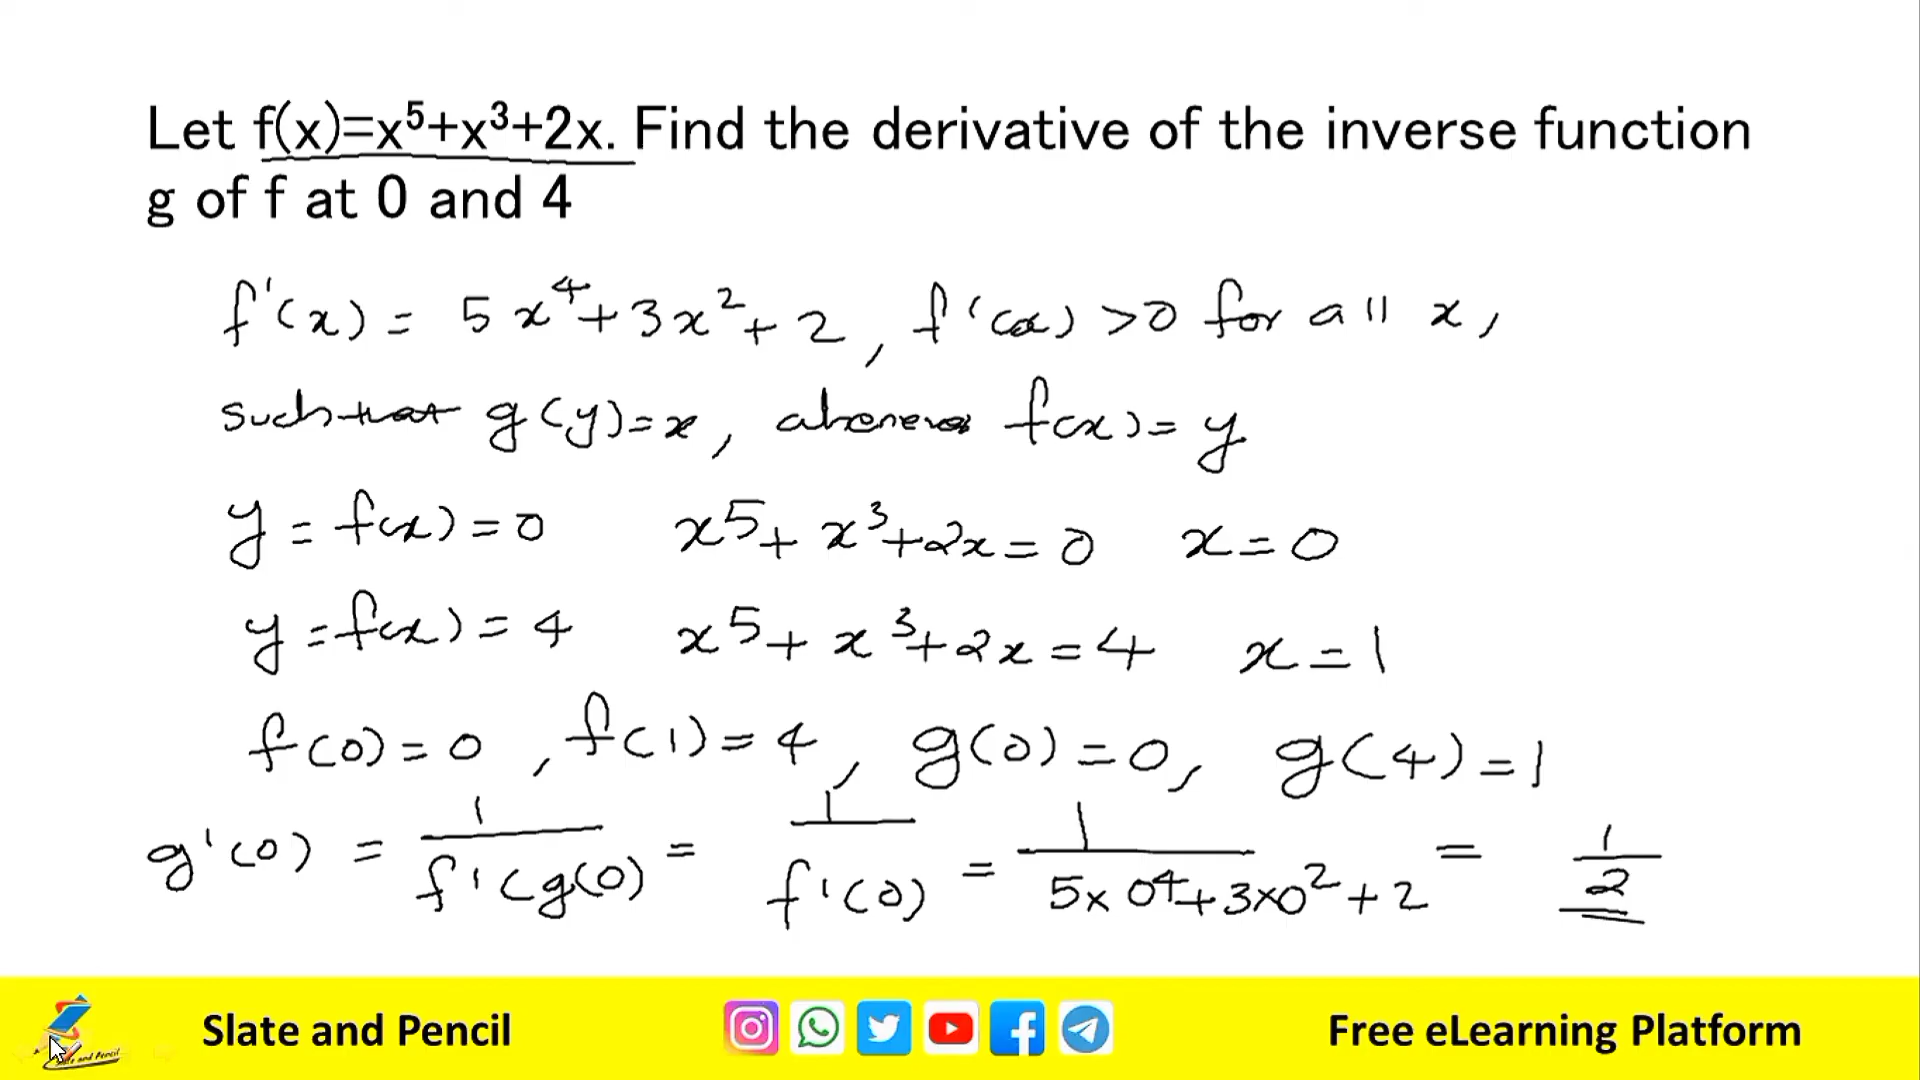 Let f(x)=x⁵+x³+2x. Find the derivative of the inverse function
g of f at 0 and 4
f'(x) = 5x⁴+3x²+2, f'(x) >0 for all x,
such that g(y)=x, f(x)=y
y = f(x)=0 x⁵+x³+2x=0 x=0
y=f(x)=4 x⁵+x³+2x=4 x=1
f(0)=0, f(1)=4, g(0)=0, g(4)=1
g'(0) = 1/f'(g(0) = 1/f'(0) = 1/5×0⁴+3×0²+2 = 1/2
Slate and Pencil
Slate and Pencil
Free eLearning Platform